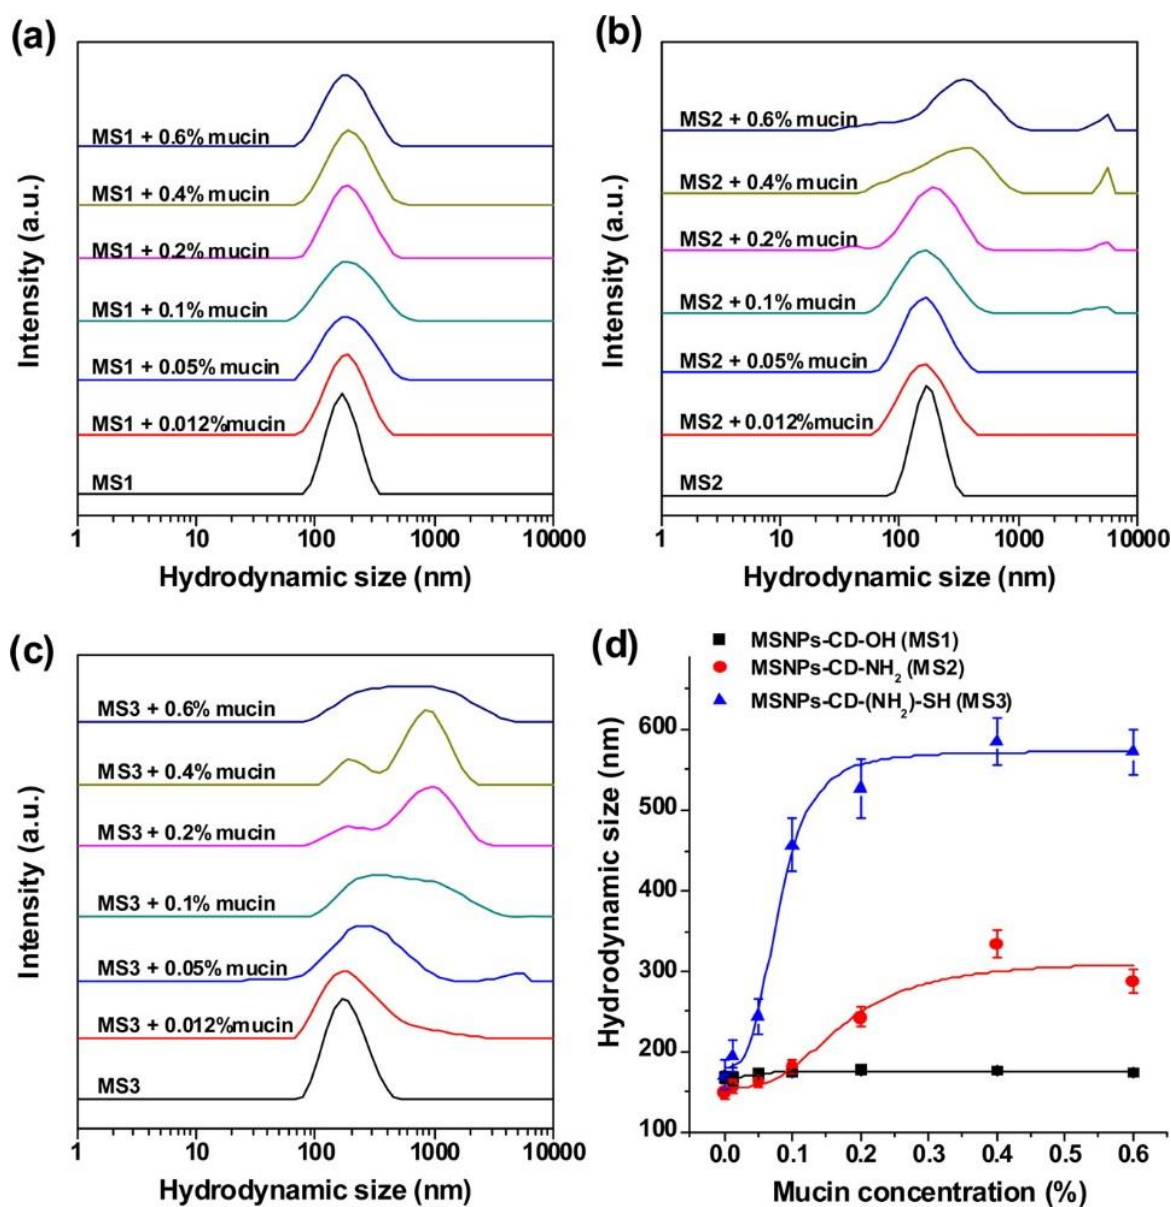 (a)
MS1 + 0.6% mucin
MS1 + 0.4% mucin
MS1 + 0.2% mucin
MS1 + 0.1% mucin
MS1 + 0.05% mucin
MS1 + 0.012%mucin
MS1
Intensity (a.u.)
1 10 100 1000 10000
Hydrodynamic size (nm)
(b)
MS2 + 0.6% mucin
MS2 + 0.4% mucin
MS2 + 0.2% mucin
MS2 + 0.1% mucin
MS2 + 0.05% mucin
MS2 + 0.012%mucin
MS2
Intensity (a.u.)
1 10 100 1000 10000
Hydrodynamic size (nm)
(c)
MS3 + 0.6% mucin
MS3 + 0.4% mucin
MS3 + 0.2% mucin
MS3 + 0.1% mucin
MS3 + 0.05% mucin
MS3 + 0.012%mucin
MS3
Intensity (a.u.)
1 10 100 1000 10000
Hydrodynamic size (nm)
(d)
MSNPs-CD-OH (MS1)
MSNPs-CD-NH₂ (MS2)
MSNPs-CD-(NH₂)-SH (MS3)
600
500
400
300
200
100
Hydrodynamic size (nm)
0.0 0.1 0.2 0.3 0.4 0.5 0.6
Mucin concentration (%)